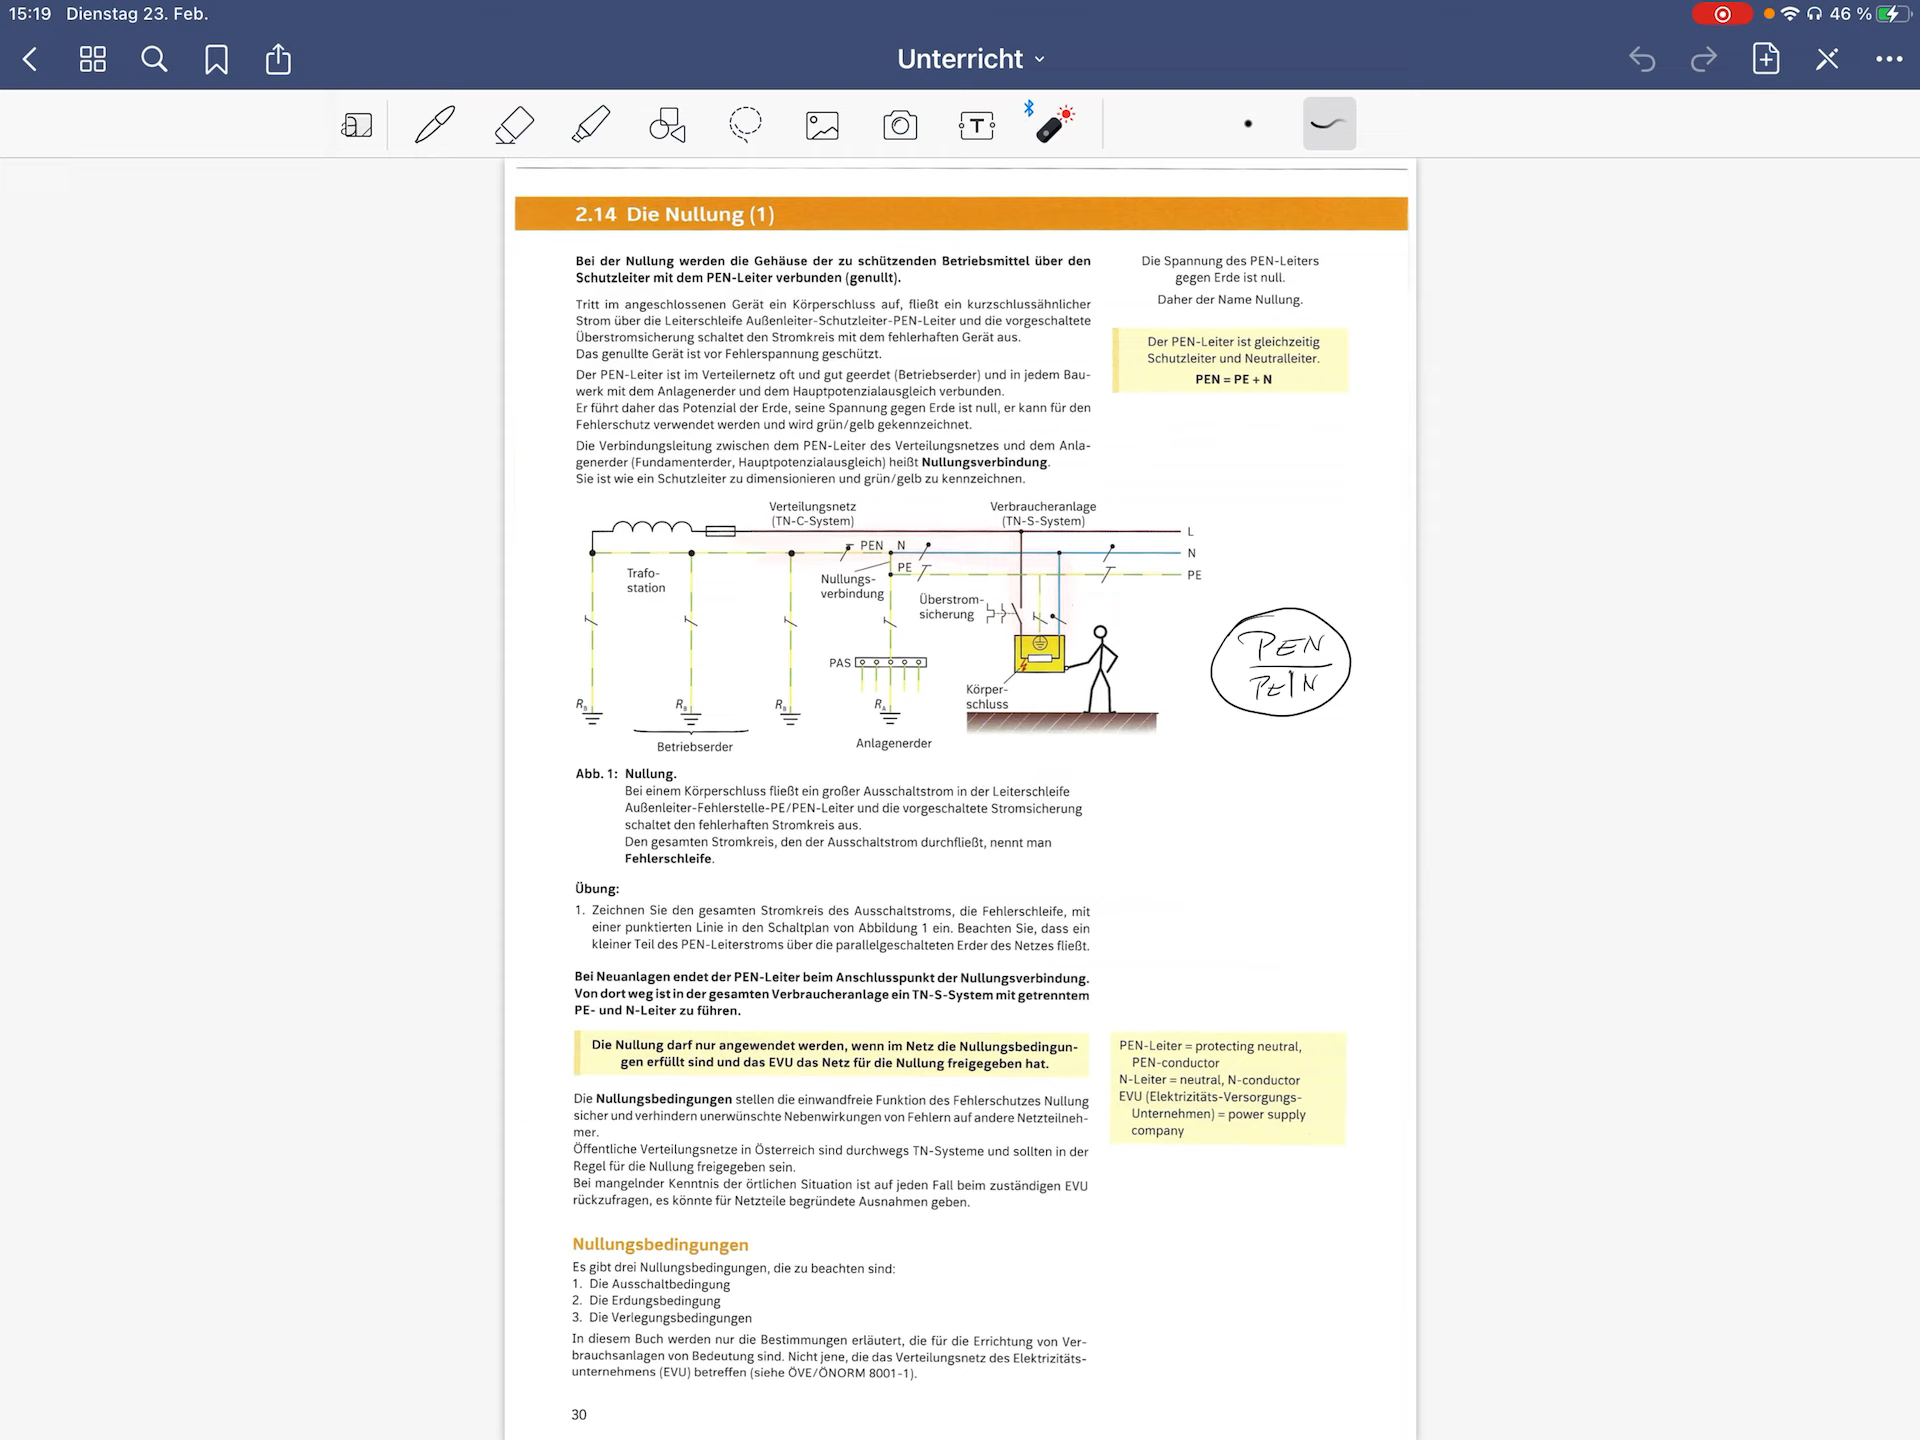 15:19 Dienstag 23. Feb.
46 %
Unterricht
2.14 Die Nullung (1)
Bei der Nullung werden die Gehäuse der zu schützenden Betriebsmittel über den
Schutzleiter mit dem PEN-Leiter verbunden (genullt).
Tritt im angeschlossenen Gerät ein Körperschluss auf, fließt ein kurzschlussähnlicher
Strom über die Leiterschleife Außenleiter-Schutzleiter-PEN-Leiter und die vorgeschaltete
Überstromsicherung schaltet den Stromkreis mit dem fehlerhaften Gerät aus.
Das genullte Gerät ist vor Fehlerspannung geschützt.
Der PEN-Leiter ist im Verteilernetz oft und gut geerdet (Betriebserder) und in jedem Bau-
werk mit dem Anlagenerder und dem Hauptpotenzialausgleich verbunden.
Er führt daher das Potenzial der Erde, seine Spannung gegen Erde ist null, er kann für den
Fehlerschutz verwendet werden und wird grün/gelb gekennzeichnet.
Die Verbindungsleitung zwischen dem PEN-Leiter des Verteilungsnetzes und dem Anla-
generder (Fundamenterder, Hauptpotenzialausgleich) heißt Nullungsverbindung.
Sie ist wie ein Schutzleiter zu dimensionieren und grün/gelb zu kennzeichnen.
Die Spannung des PEN-Leiters
gegen Erde ist null.
Daher der Name Nullung.
Der PEN-Leiter ist gleichzeitig
Schutzleiter und Neutralleiter.
PEN = PE + N
Verteilungsnetz
(TN-C-System)
Verbraucheranlage
(TN-S-System)
L
PEN N
N
PE
PE
Trafo-
station
Nullungs-
verbindung
Überstrom-
sicherung
PAS
Körper-
schluss
RB
RB
RB
RA
Betriebserder
Anlagenerder
PEN
PE|N
Abb. 1: Nullung.
Bei einem Körperschluss fließt ein großer Ausschaltstrom in der Leiterschleife
Außenleiter-Fehlerstelle-PE/PEN-Leiter und die vorgeschaltete Stromsicherung
schaltet den fehlerhaften Stromkreis aus.
Den gesamten Stromkreis, den der Ausschaltstrom durchfließt, nennt man
Fehlerschleife.
Übung:
1. Zeichnen Sie den gesamten Stromkreis des Ausschaltstroms, die Fehlerschleife, mit
einer punktierten Linie in den Schaltplan von Abbildung 1 ein. Beachten Sie, dass ein
kleiner Teil des PEN-Leiterstroms über die parallelgeschalteten Erder des Netzes fließt.
Bei Neuanlagen endet der PEN-Leiter beim Anschlusspunkt der Nullungsverbindung.
Von dort weg ist in der gesamten Verbraucheranlage ein TN-S-System mit getrenntem
PE- und N-Leiter zu führen.
Die Nullung darf nur angewendet werden, wenn im Netz die Nullungsbedingun-
gen erfüllt sind und das EVU das Netz für die Nullung freigegeben hat.
PEN-Leiter = protecting neutral,
PEN-conductor
N-Leiter = neutral, N-conductor
EVU (Elektrizitäts-Versorgungs-
Unternehmen) = power supply
company
Die Nullungsbedingungen stellen die einwandfreie Funktion des Fehlerschutzes Nullung
sicher und verhindern unerwünschte Nebenwirkungen von Fehlern auf andere Netzteilneh-
mer.
Öffentliche Verteilungsnetze in Österreich sind durchwegs TN-Systeme und sollten in der
Regel für die Nullung freigegeben sein.
Bei mangelnder Kenntnis der örtlichen Situation ist auf jeden Fall beim zuständigen EVU
rückzufragen, es könnte für Netzteile begründete Ausnahmen geben.
Nullungsbedingungen
Es gibt drei Nullungsbedingungen, die zu beachten sind:
1. Die Ausschaltbedingung
2. Die Erdungsbedingung
3. Die Verlegungsbedingungen
In diesem Buch werden nur die Bestimmungen erläutert, die für die Errichtung von Ver-
brauchsanlagen von Bedeutung sind. Nicht jene, die das Verteilungsnetz des Elektrizitäts-
unternehmens (EVU) betreffen (siehe ÖVE/ÖNORM 8001-1).
30